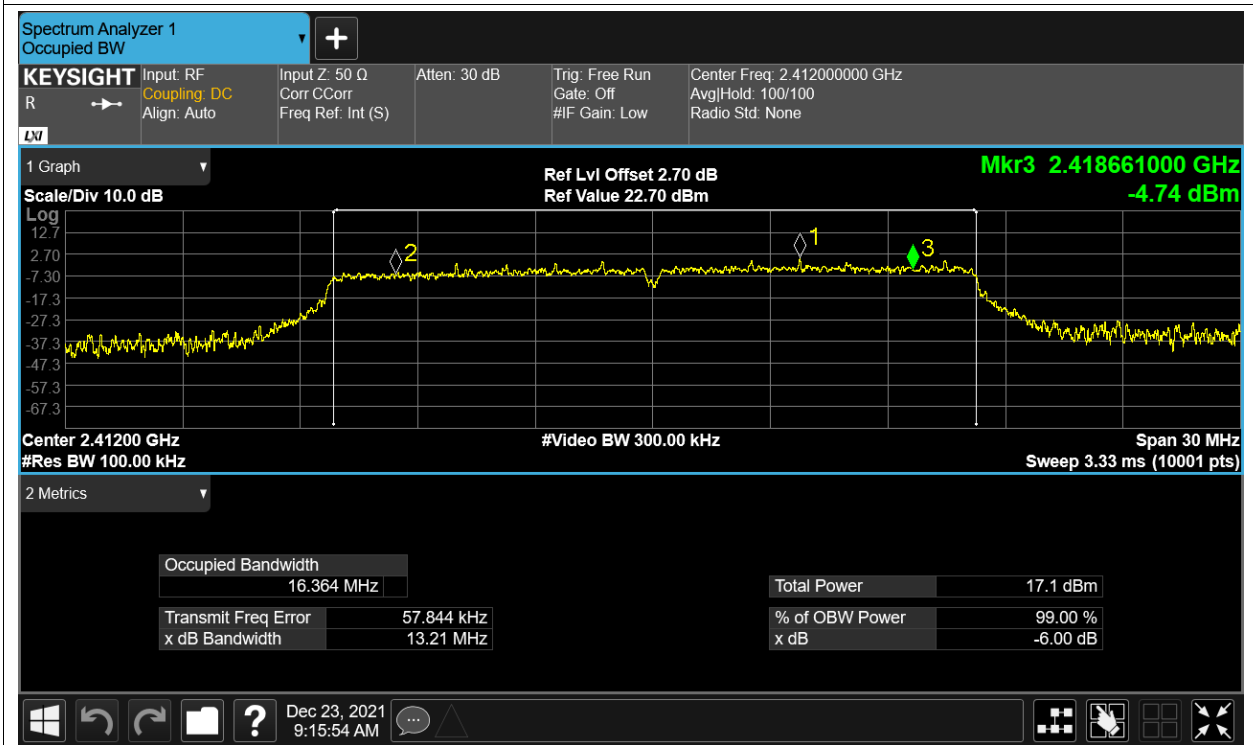 Spectrum Analyzer 1
Occupied BW
KEYSIGHT
R
LXI
Input: RF
Coupling: DC
Align: Auto
Input Z: 50 Ω
Corr CCorr
Freq Ref: Int (S)
Atten: 30 dB
Trig: Free Run
Gate: Off
#IF Gain: Low
Center Freq: 2.412000000 GHz
Avg|Hold: 100/100
Radio Std: None
1 Graph
Scale/Div 10.0 dB
Ref Lvl Offset 2.70 dB
Ref Value 22.70 dBm
Mkr3 2.418661000 GHz
-4.74 dBm
Log
12.7
2.70
-7.30
-17.3
-27.3
-37.3
-47.3
-57.3
-67.3
2
1
3
Center 2.41200 GHz
#Res BW 100.00 kHz
#Video BW 300.00 kHz
Span 30 MHz
Sweep 3.33 ms (10001 pts)
2 Metrics
Occupied Bandwidth
16.364 MHz
Transmit Freq Error 57.844 kHz
x dB Bandwidth 13.21 MHz
Total Power 17.1 dBm
% of OBW Power 99.00 %
x dB -6.00 dB
?
Dec 23, 2021
9:15:54 AM